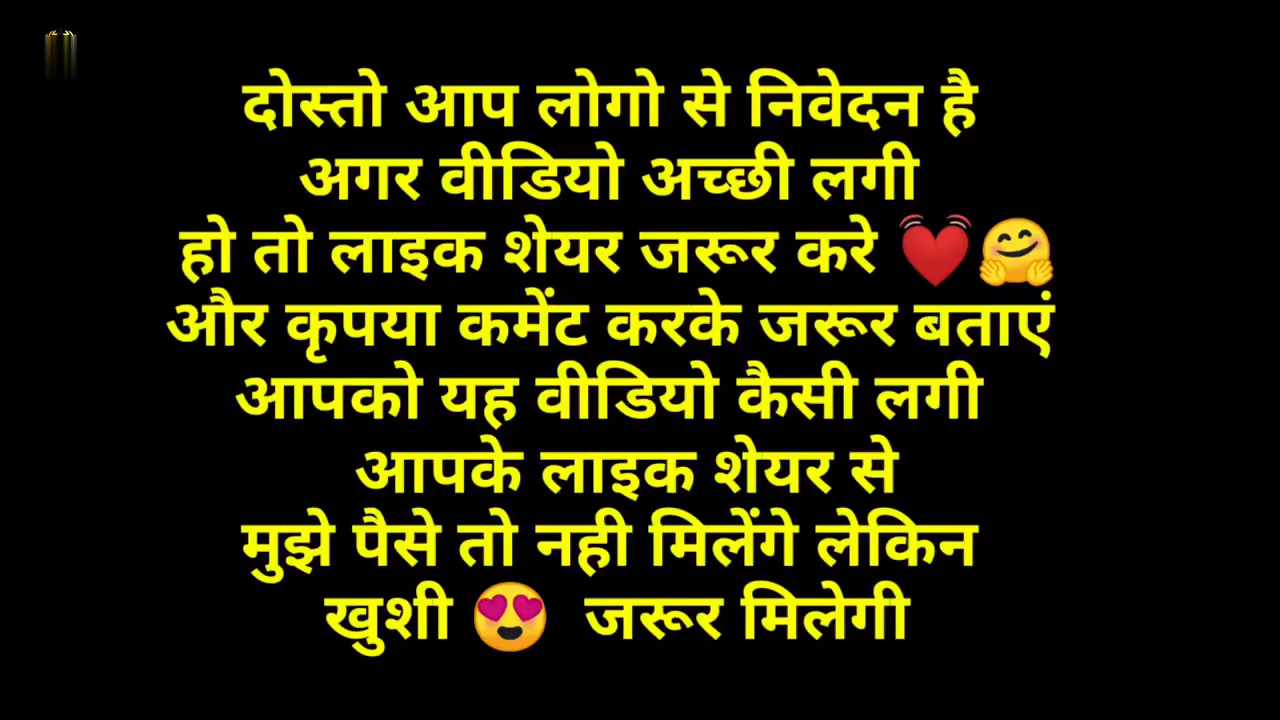 दोस्तो आप लोगो से निवेदन है
अगर वीडियो अच्छी लगी
हो तो लाइक शेयर जरूर करे 💓🤗
और कृपया कमेंट करके जरूर बताएं
आपको यह वीडियो कैसी लगी
आपके लाइक शेयर से
मुझे पैसे तो नही मिलेंगे लेकिन
खुशी 😍 जरूर मिलेगी